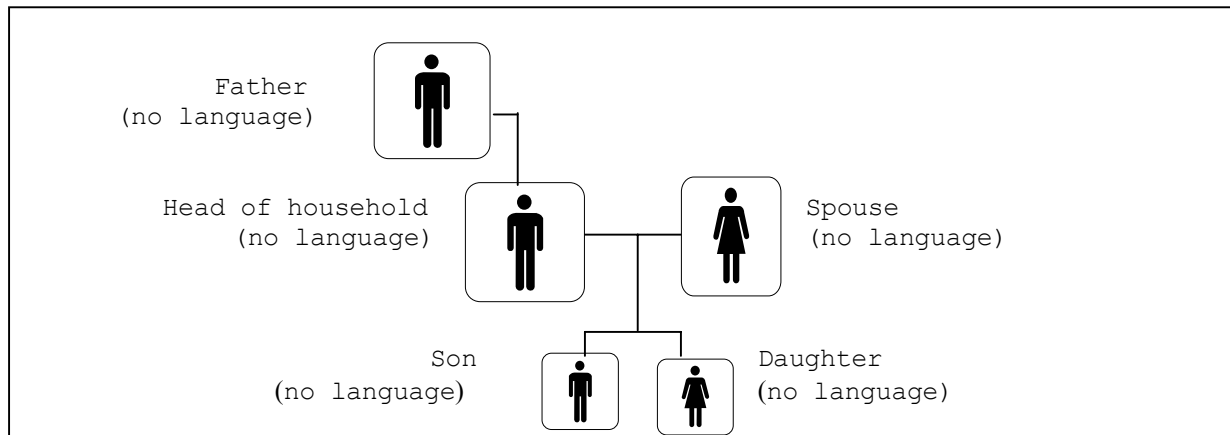 Father
(no language)
Head of household
(no language)
Spouse
(no language)
Son
(no language)
Daughter
(no language)